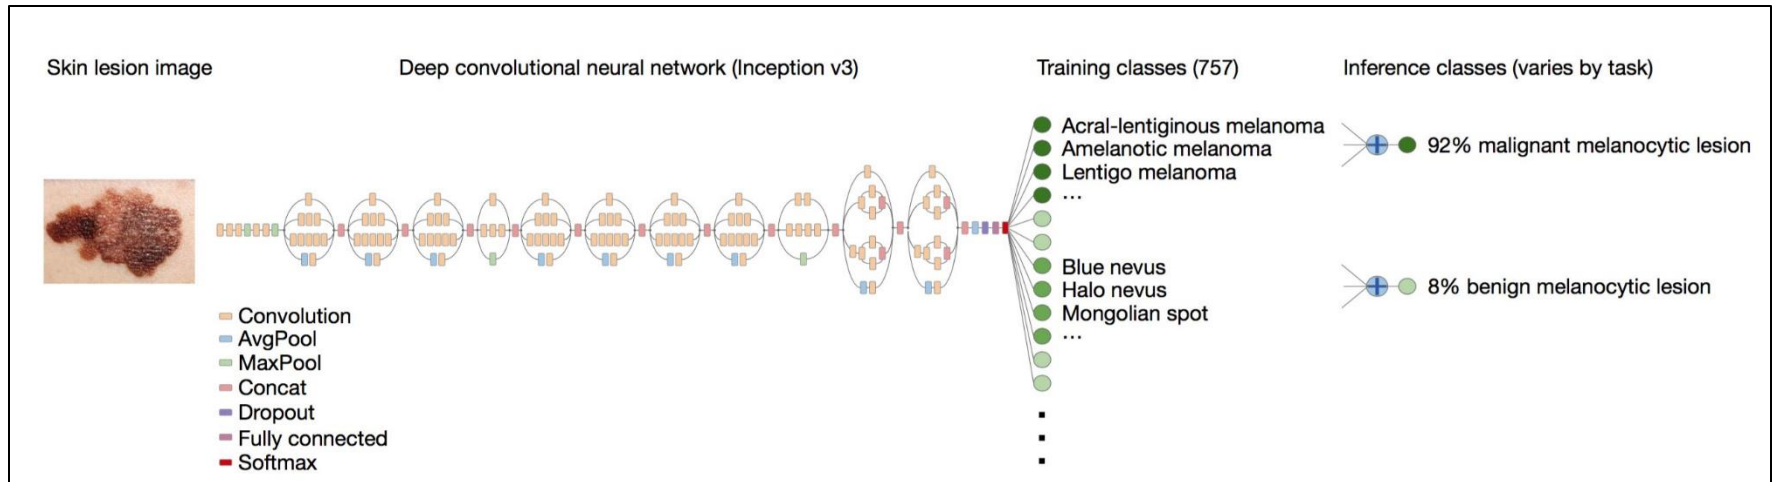 Skin lesion image
Deep convolutional neural network (Inception v3)
Training classes (757)
Inference classes (varies by task)
Acral-lentiginous melanoma
Amelanotic melanoma
Lentigo melanoma
...
Blue nevus
Halo nevus
Mongolian spot
...
92% malignant melanocytic lesion
8% benign melanocytic lesion
Convolution
AvgPool
MaxPool
Concat
Dropout
Fully connected
Softmax